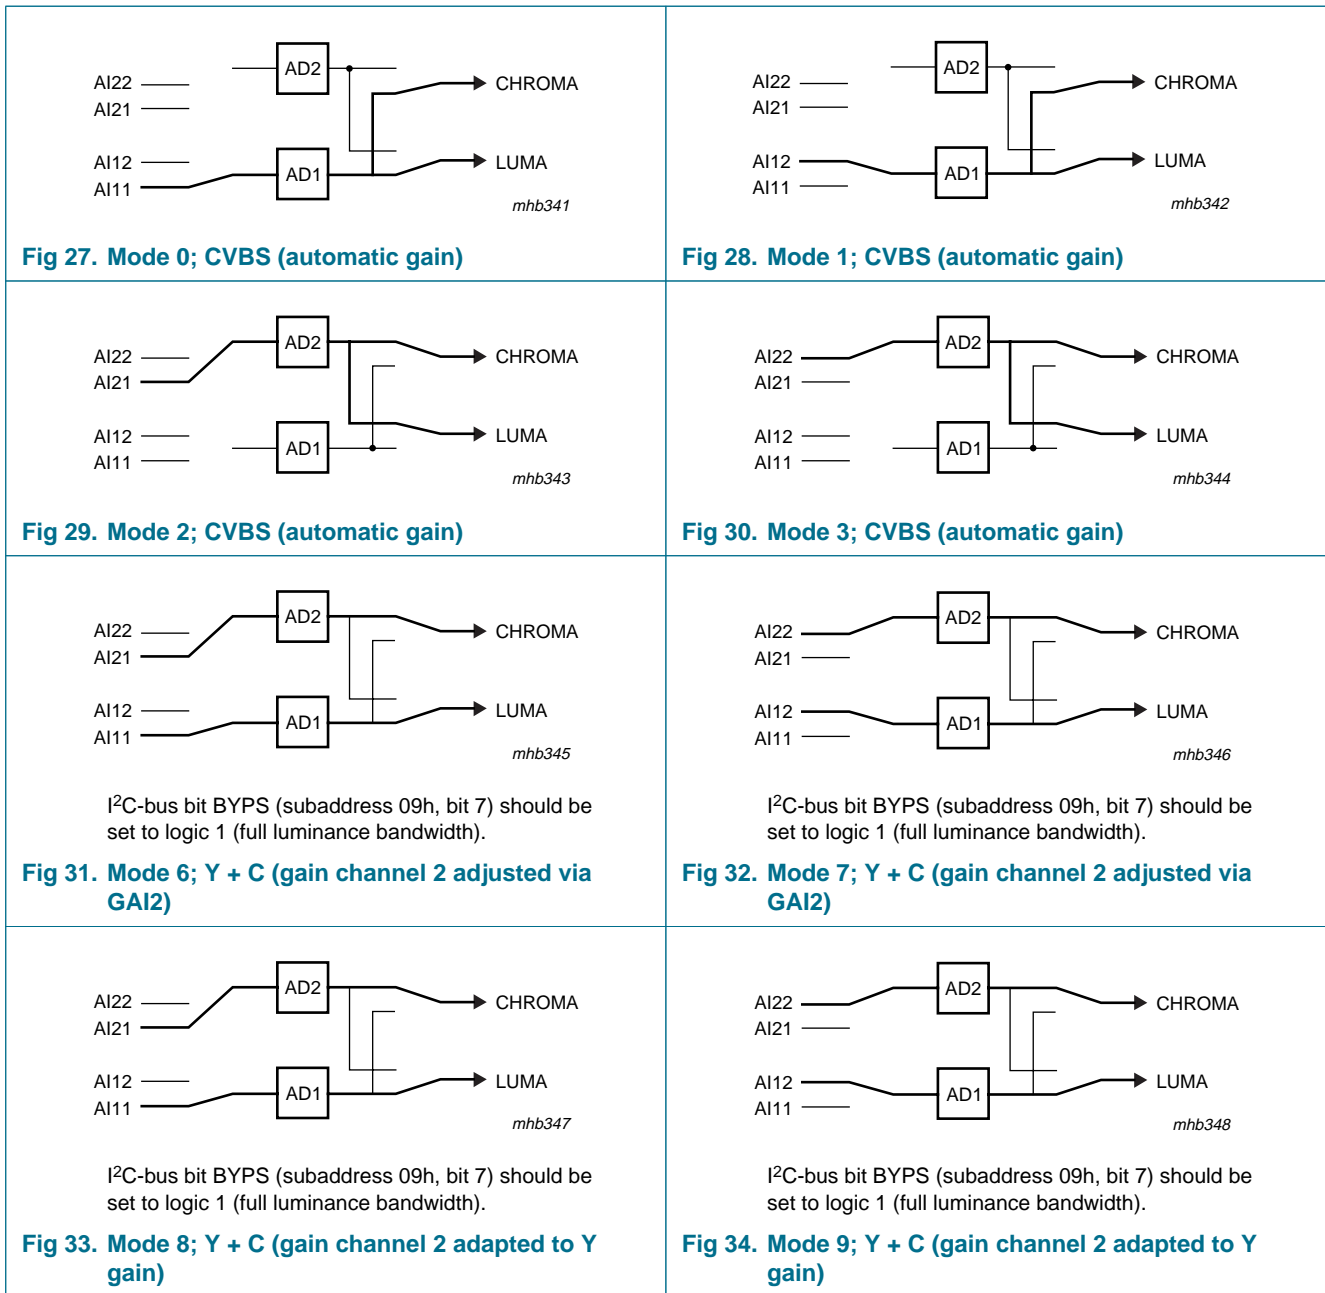 AI22
AI21
AI12
AI11
AD2
AD1
CHROMA
LUMA
mhb341
Fig 27. Mode 0; CVBS (automatic gain)
AI22
AI21
AI12
AI11
AD2
AD1
CHROMA
LUMA
mhb342
Fig 28. Mode 1; CVBS (automatic gain)
AI22
AI21
AI12
AI11
AD2
AD1
CHROMA
LUMA
mhb343
Fig 29. Mode 2; CVBS (automatic gain)
AI22
AI21
AI12
AI11
AD2
AD1
CHROMA
LUMA
mhb344
Fig 30. Mode 3; CVBS (automatic gain)
AI22
AI21
AI12
AI11
AD2
AD1
CHROMA
LUMA
mhb345
I²C-bus bit BYPS (subaddress 09h, bit 7) should be
set to logic 1 (full luminance bandwidth).
Fig 31. Mode 6; Y + C (gain channel 2 adjusted via
GAI2)
AI22
AI21
AI12
AI11
AD2
AD1
CHROMA
LUMA
mhb346
I²C-bus bit BYPS (subaddress 09h, bit 7) should be
set to logic 1 (full luminance bandwidth).
Fig 32. Mode 7; Y + C (gain channel 2 adjusted via
GAI2)
AI22
AI21
AI12
AI11
AD2
AD1
CHROMA
LUMA
mhb347
I²C-bus bit BYPS (subaddress 09h, bit 7) should be
set to logic 1 (full luminance bandwidth).
Fig 33. Mode 8; Y + C (gain channel 2 adapted to Y
gain)
AI22
AI21
AI12
AI11
AD2
AD1
CHROMA
LUMA
mhb348
I²C-bus bit BYPS (subaddress 09h, bit 7) should be
set to logic 1 (full luminance bandwidth).
Fig 34. Mode 9; Y + C (gain channel 2 adapted to Y
gain)